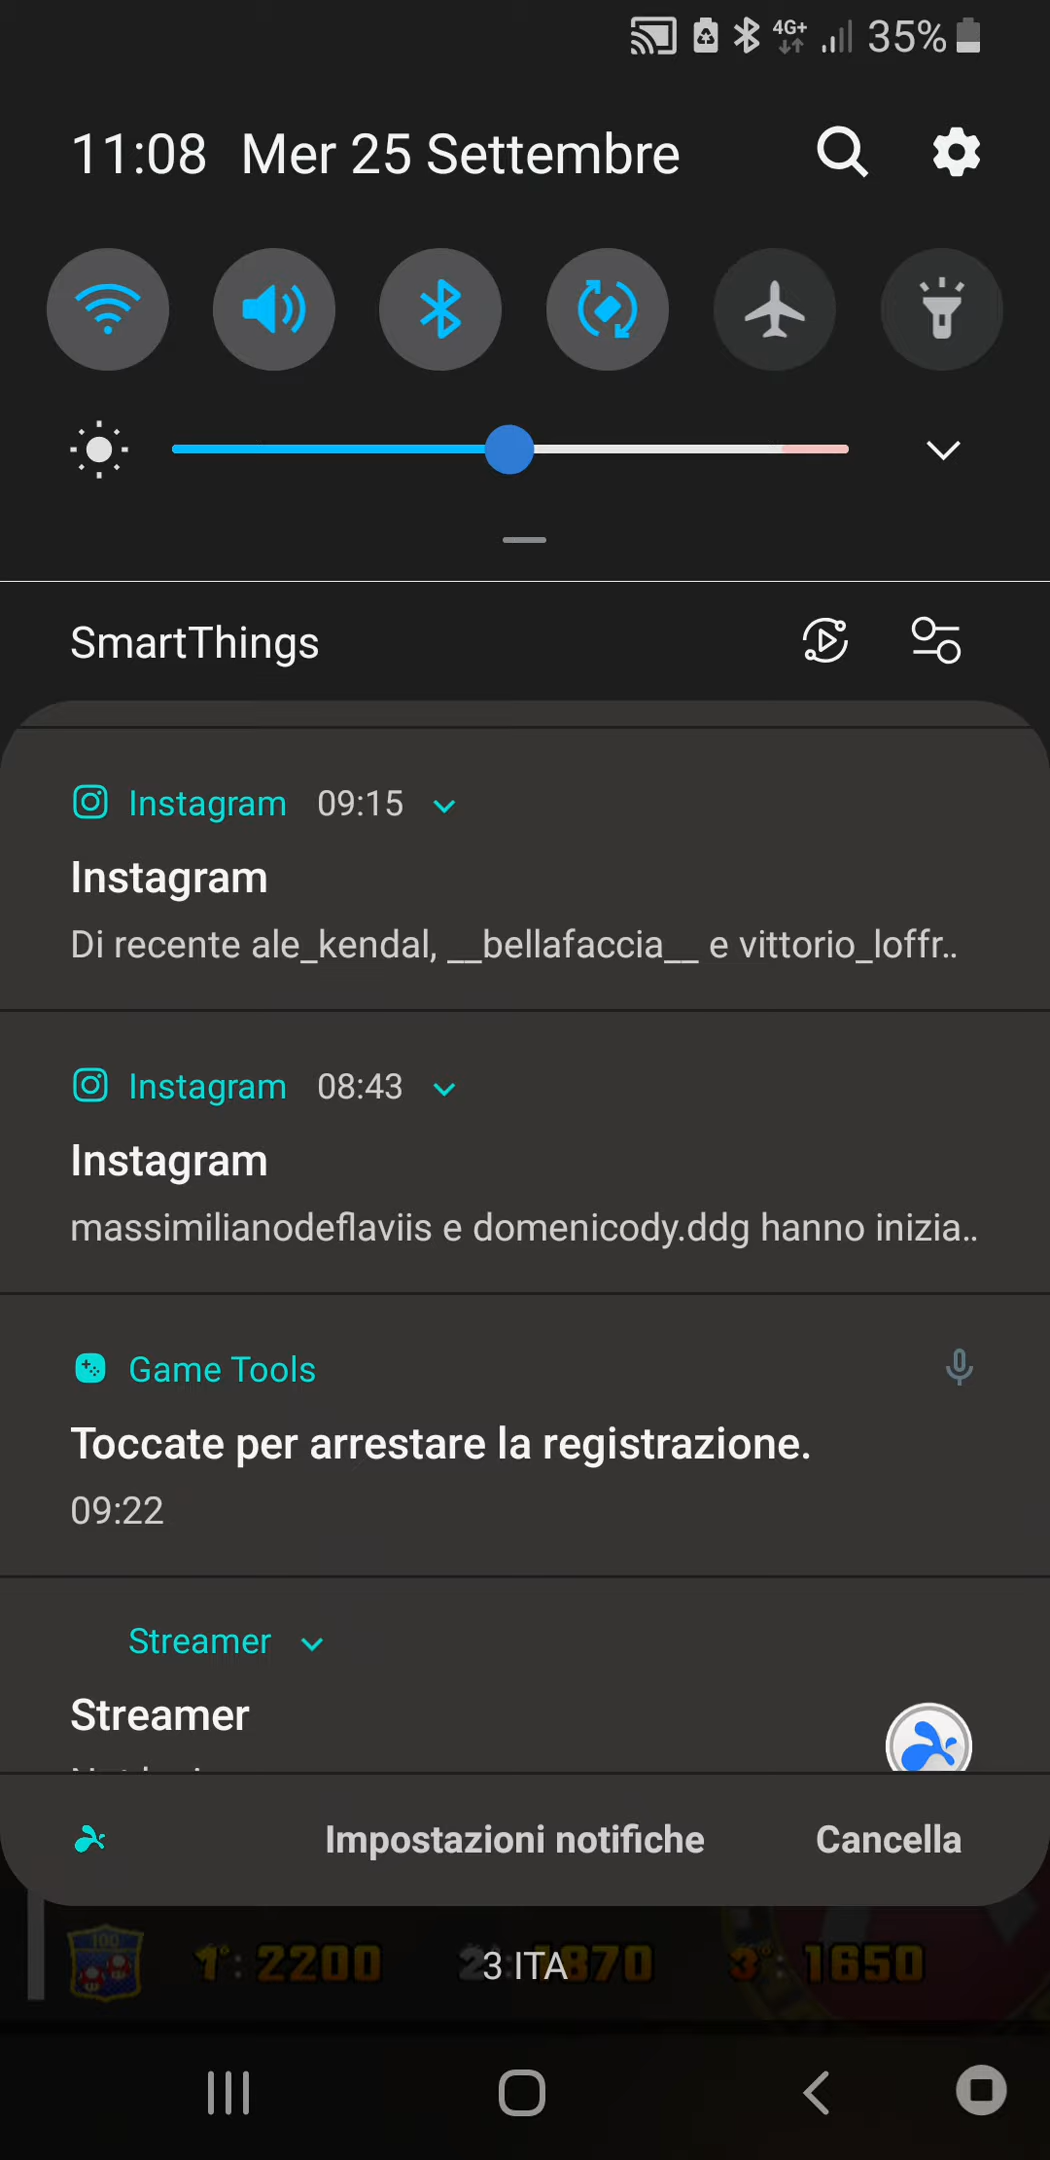 4G+ 35%
11:08 Mer 25 Settembre
SmartThings
Instagram 09:15
Instagram
Di recente ale_kendal, __bellafaccia__ e vittorio_loffr..
Instagram 08:43
Instagram
massimilianodeflaviis e domenicody.ddg hanno inizia..
Game Tools
Toccate per arrestare la registrazione.
09:22
Streamer
Streamer
Impostazioni notifiche Cancella
100 1°: 2200 1870 3°: 1650
3 ITA